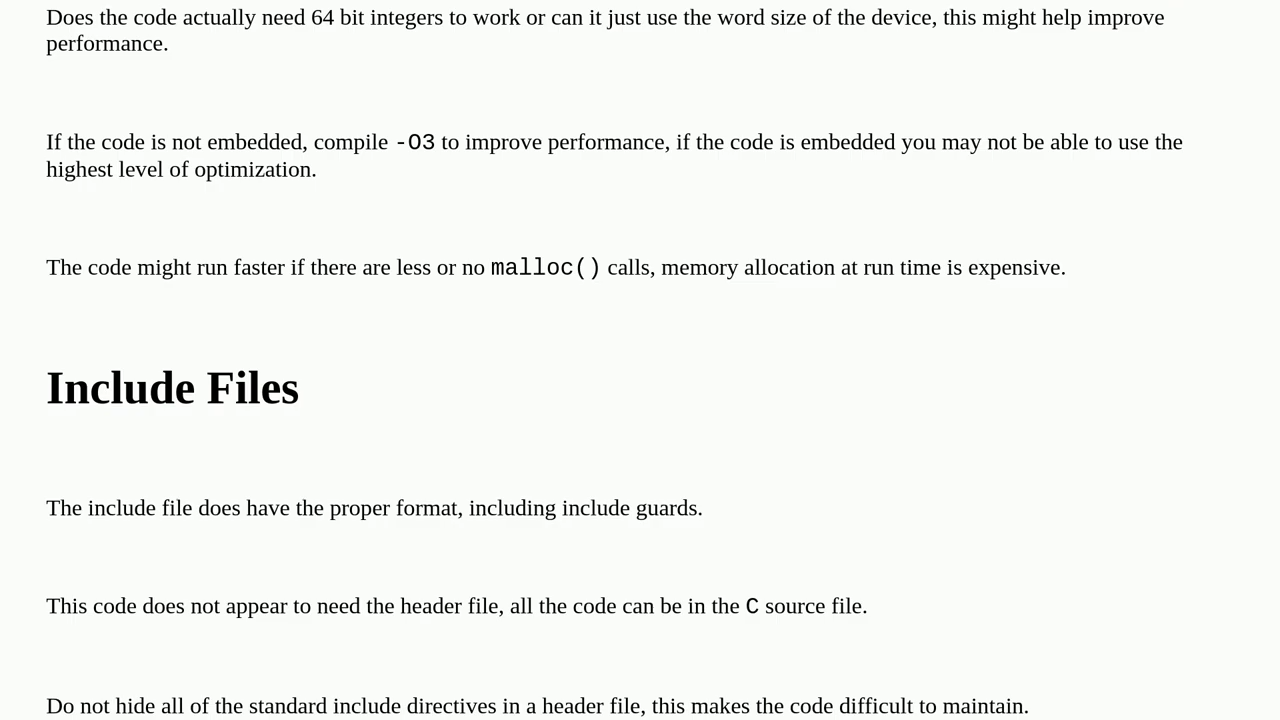 Does the code actually need 64 bit integers to work or can it just use the word size of the device, this might help improve
performance.
If the code is not embedded, compile -O3 to improve performance, if the code is embedded you may not be able to use the
highest level of optimization.
The code might run faster if there are less or no malloc() calls, memory allocation at run time is expensive.
Include Files
The include file does have the proper format, including include guards.
This code does not appear to need the header file, all the code can be in the C source file.
Do not hide all of the standard include directives in a header file, this makes the code difficult to maintain.